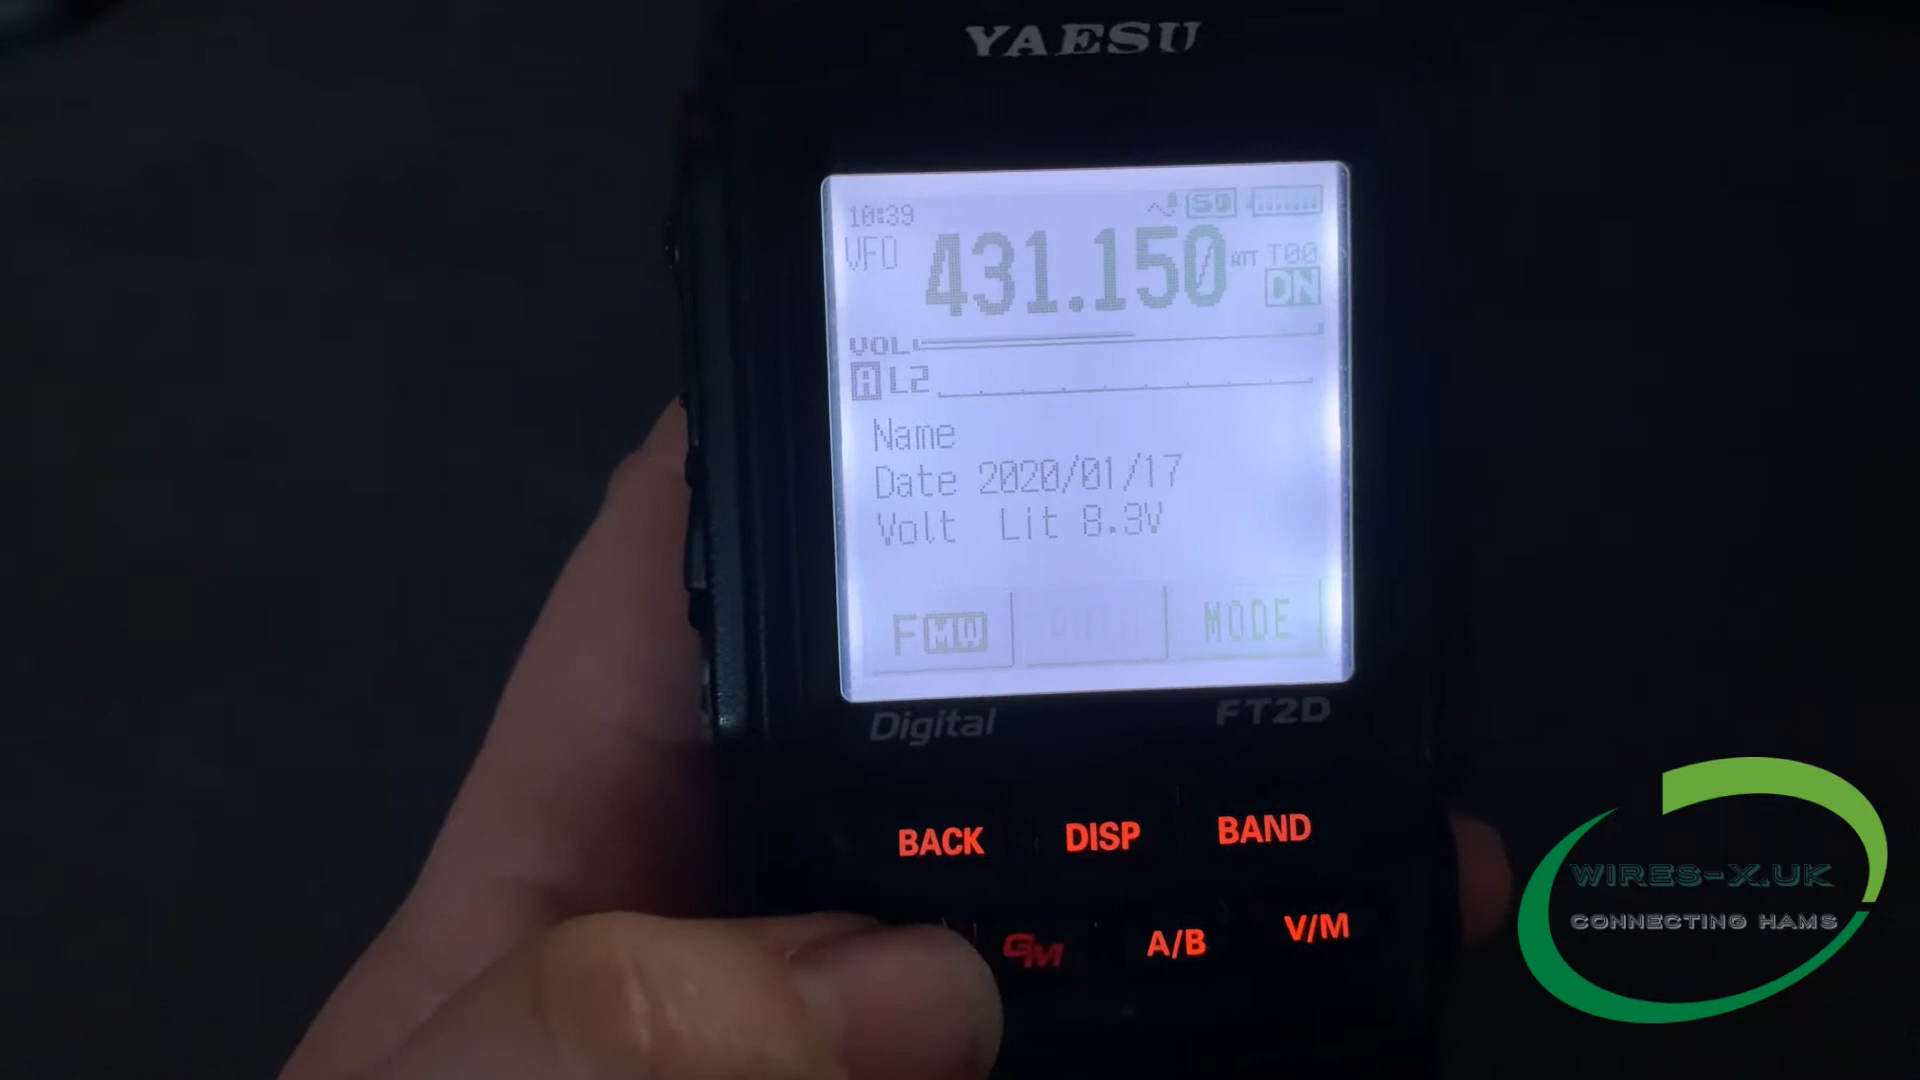 YAESU
10:39 SD
VFO 431.150 ATT T00
DN
VOL
A L2
Name
Date 2020/01/17
Volt Lit 8.3V
F MW MODE
Digital FT2D
BACK DISP BAND
GM A/B V/M
WIRES-X.UK
CONNECTING HAMS